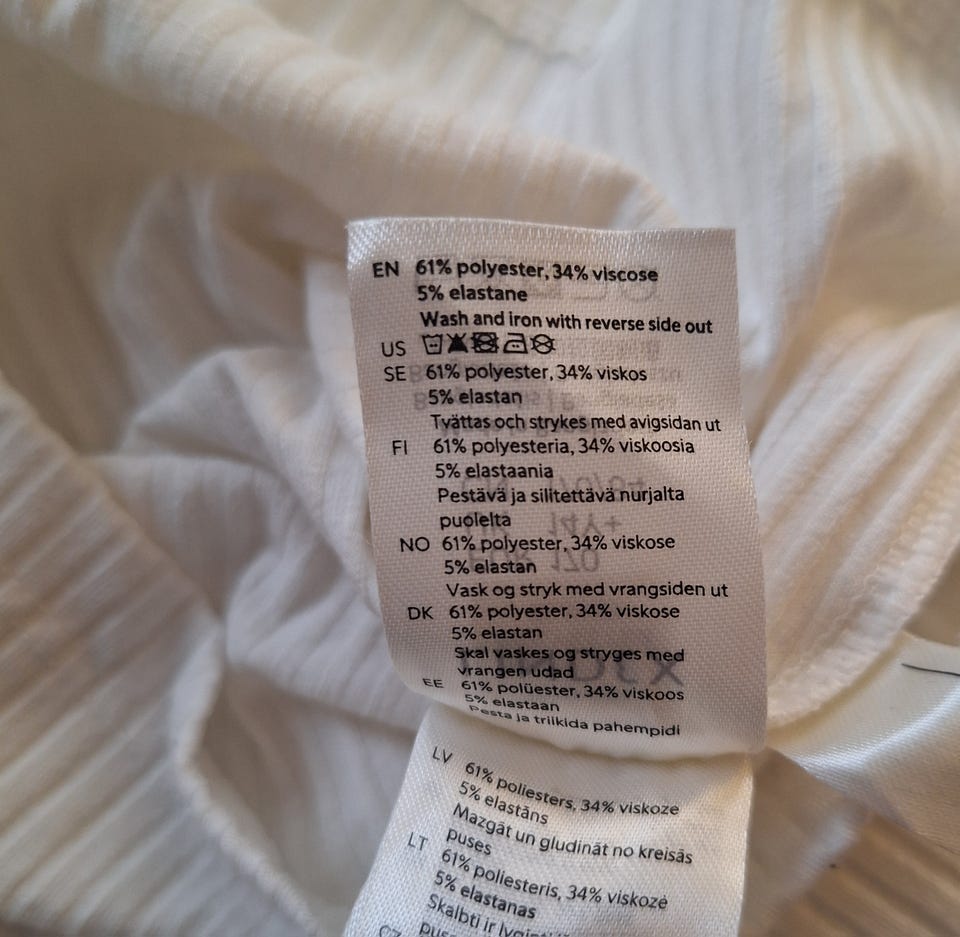 EN 61% polyester, 34% viscose
5% elastane
Wash and iron with reverse side out
US
SE 61% polyester, 34% viskos
5% elastan
Tvättas och strykes med avigsidan ut
FI 61% polyesteria, 34% viskoosia
5% elastaania
Pestävä ja silitettävä nurjalta
puolelta
NO 61% polyester, 34% viskose
5% elastan
Vask og stryk med vrangsiden ut
DK 61% polyester, 34% viskose
5% elastan
Skal vaskes og stryges med
vrangen udad
EE 61% polüester, 34% viskoos
5% elastaan
Pesta ja triikida pahempidi
LV 61% poliesters, 34% viskoze
5% elastāns
Mazgāt un gludināt no kreisās
puses
LT 61% poliesteris, 34% viskozė
5% elastanas
Skalbti ir